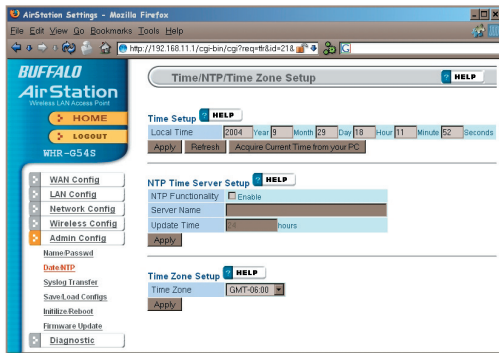 AirStation Settings - Mozilla Firefox
File Edit View Go Bookmarks Tools Help
http://192.168.11.1/cgi-bin/cgi?req=ttr&id=21&
BUFFALO
AirStation
Wireless LAN Access Point
HOME
LOGOUT
WHR-G54S
WAN Config
LAN Config
Network Config
Wireless Config
Admin Config
Name/Passwd
Date/NTP
Syslog Transfer
Save/Load Configs
Initilize/Reboot
Firmware Update
Diagnostic
Time/NTP/Time Zone Setup
? HELP
Time Setup ? HELP
Local Time 2004 Year 9 Month 29 Day 18 Hour 11 Minute 52 Seconds
Apply Refresh Acquire Current Time from your PC
NTP Time Server Setup ? HELP
NTP Functionality Enable
Server Name
Update Time 24 hours
Apply
Time Zone Setup ? HELP
Time Zone GMT-06:00
Apply